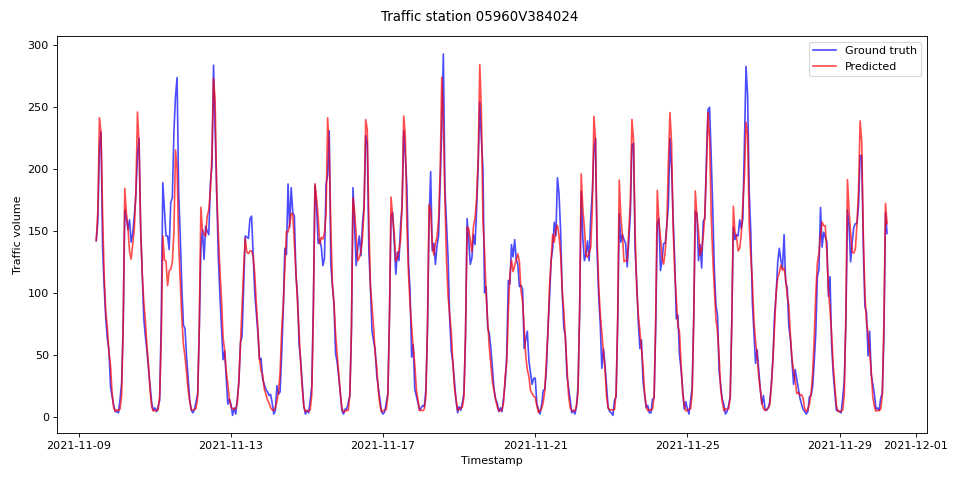 Traffic station 05960V384024
Ground truth
Predicted
Traffic volume
300
250
200
150
100
50
0
2021-11-09 2021-11-13 2021-11-17 2021-11-21 2021-11-25 2021-11-29 2021-12-01
Timestamp